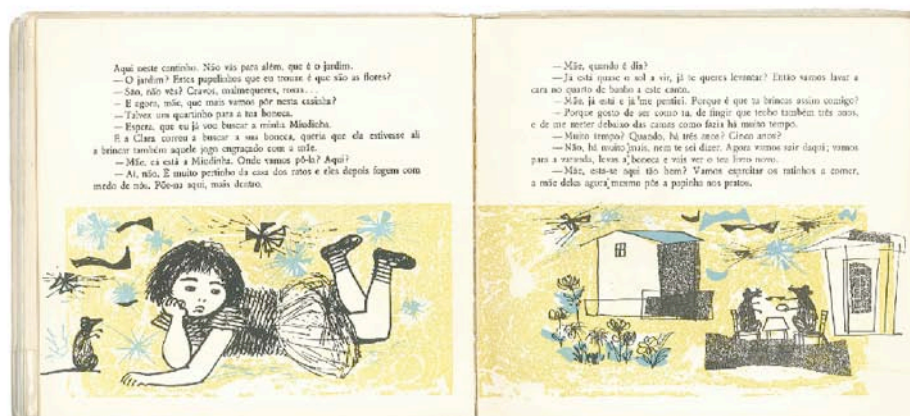 Aqui neste cantinho. Não vás para além, que é o jardim.
— O jardim? Estes papelinhos que eu trouxe é que são as flores?
— São, não vês? Cravos, malmequeres, rosas...
— E agora, mãe, que mais vamos pôr nesta casinha?
— Talvez um quartinho para a tua boneca.
— Espera, que eu já vou buscar a minha Miudinha.
E a Clara correu a buscar a sua boneca, queria que ela estivesse ali
a brincar também aquele jogo engraçado com a mãe.
— Mãe, cá está a Miudinha. Onde vamos pô-la? Aqui?
— Aí, não. É muito pertinho da casa dos ratos e eles depois fogem com
medo de nós. Põe-na aqui, mais dentro.
— Mãe, quando é dia?
— Já está quase o sol a vir, já te queres levantar? Então vamos lavar a
cara no quarto de banho a este canto.
— Mãe, já está e já me pentiei. Porque é que tu brincas assim comigo?
— Porque gosto de ser como tu, de fingir que tenho também três anos,
e de me meter debaixo das camas como fazia há muito tempo.
— Muito tempo? Quando, há três anos? Cinco anos?
— Não, há muito mais, nem te sei dizer. Agora vamos sair daqui; vamos
para a varanda, levas a boneca e vais ver o teu livro novo.
— Mãe, está-se aqui tão bem? Vamos espreitar os ratinhos a comer,
a mãe deles agora mesmo pôs a papinha nos pratos.